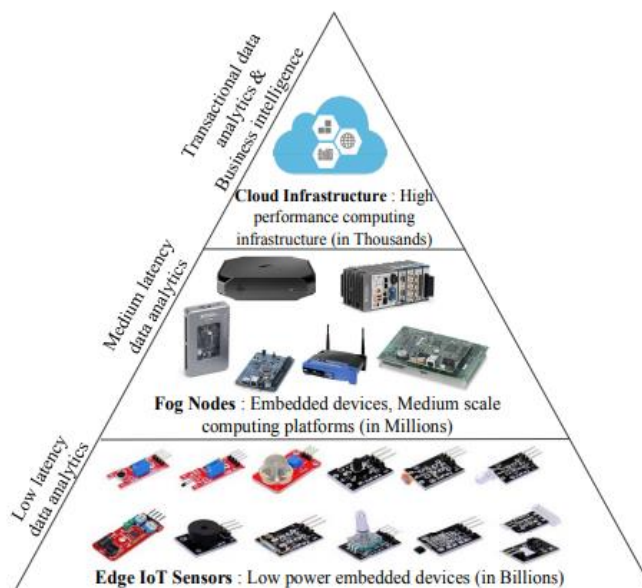 Transactional data
analytics &
Business intelligence
Cloud Infrastructure : High
performance computing
infrastructure (in Thousands)
Medium latency
data analytics
Fog Nodes : Embedded devices, Medium scale
computing platforms (in Millions)
Low latency
data analytics
Edge IoT Sensors : Low power embedded devices (in Billions)